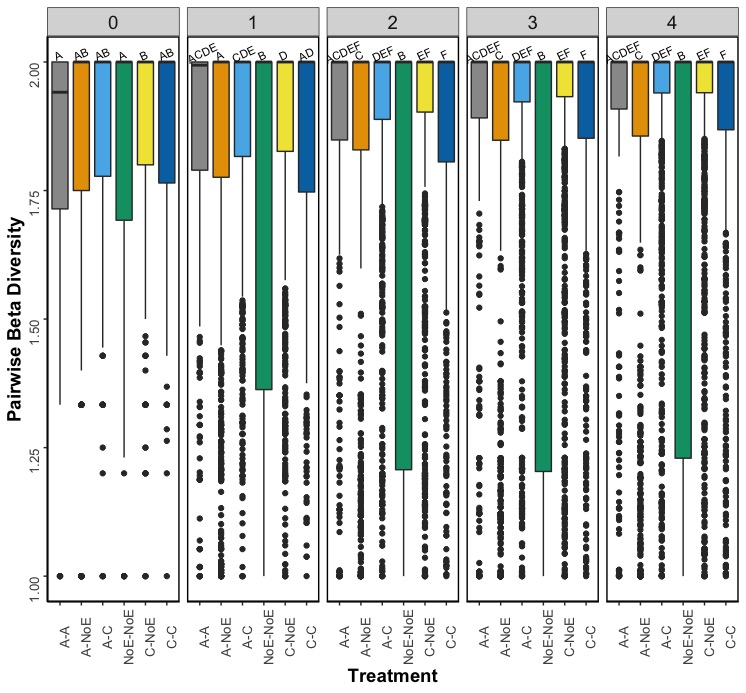 0 1 2 3 4
A AB AB A B AB ACDE A CDE B D AD ACDEF C DEF B EF F ACDEF C DEF B EF F ACDEF C DEF B EF F
2.00
1.75
1.50
1.25
1.00
Pairwise Beta Diversity
A-A A-NoE A-C NoE-NoE C-NoE C-C A-A A-NoE A-C NoE-NoE C-NoE C-C A-A A-NoE A-C NoE-NoE C-NoE C-C A-A A-NoE A-C NoE-NoE C-NoE C-C A-A A-NoE A-C NoE-NoE C-NoE C-C
Treatment